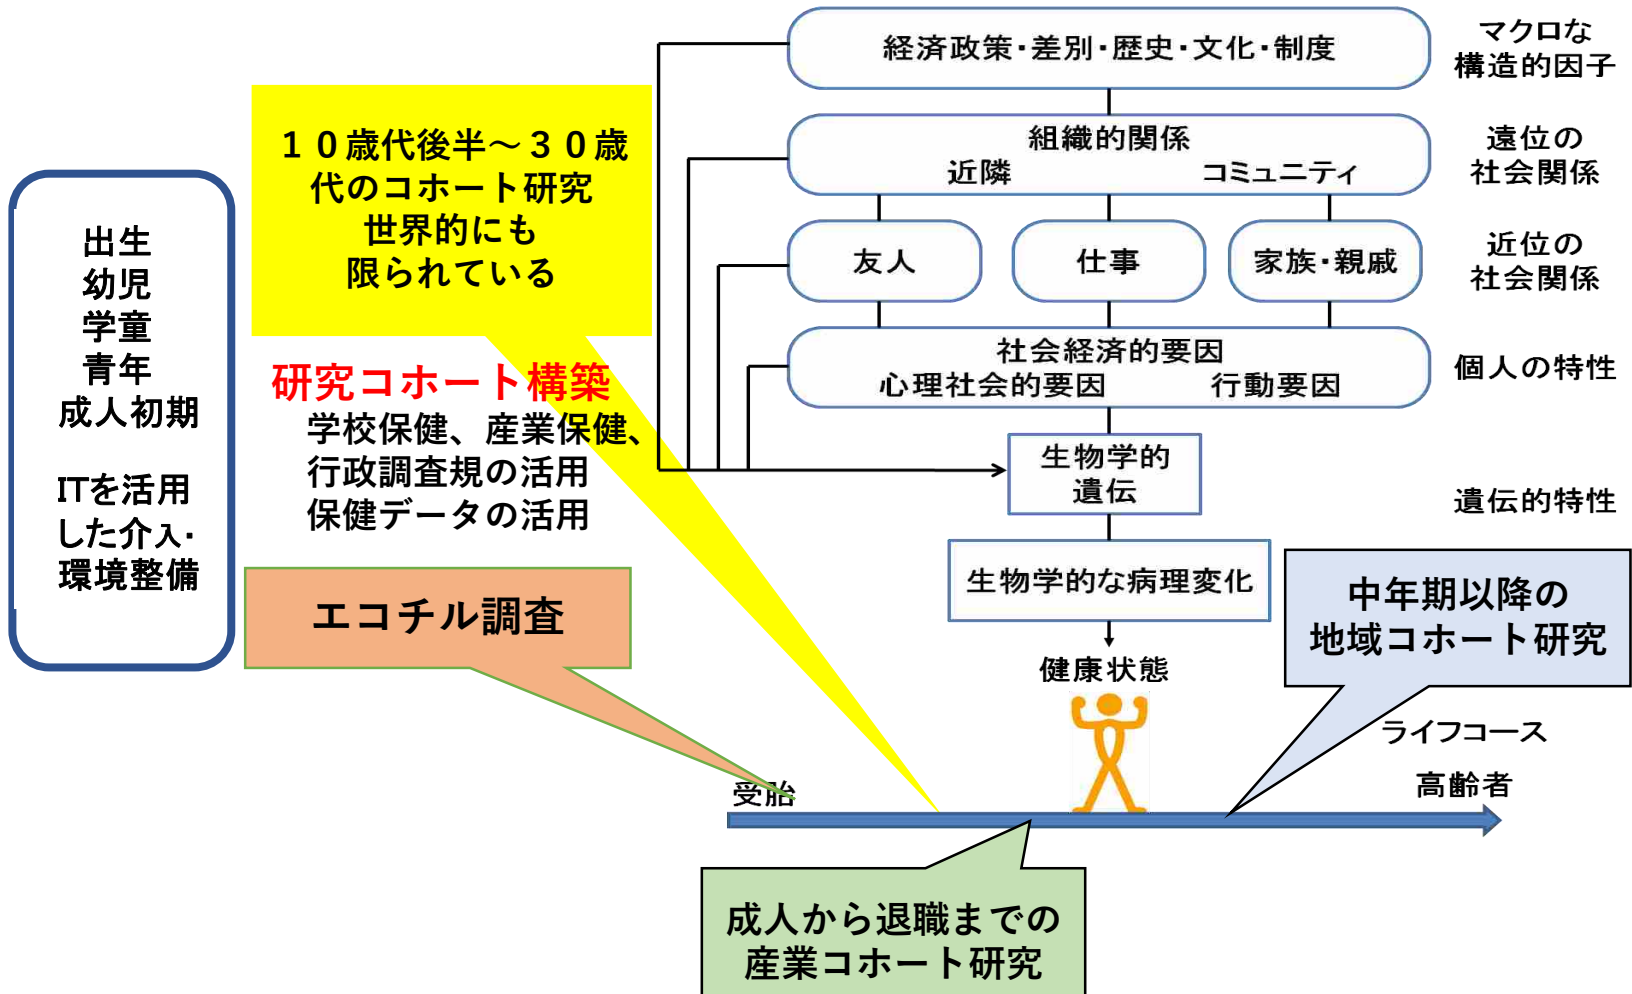 経済政策・差別・歴史・文化・制度
マクロな
構造的因子
組織的関係
近隣 コミュニティ
遠位の
社会関係
友人
仕事
家族・親戚
近位の
社会関係
社会経済的要因
心理社会的要因 行動要因
個人の特性
生物学的
遺伝
遺伝的特性
生物学的な病理変化
健康状態
出生
幼児
学童
青年
成人初期
ITを活用
した介入・
環境整備
10歳代後半~30歳
代のコホート研究
世界的にも
限られている
研究コホート構築
学校保健、産業保健、
行政調査規の活用
保健データの活用
エコチル調査
中年期以降の
地域コホート研究
ライフコース
受胎
高齢者
成人から退職までの
産業コホート研究